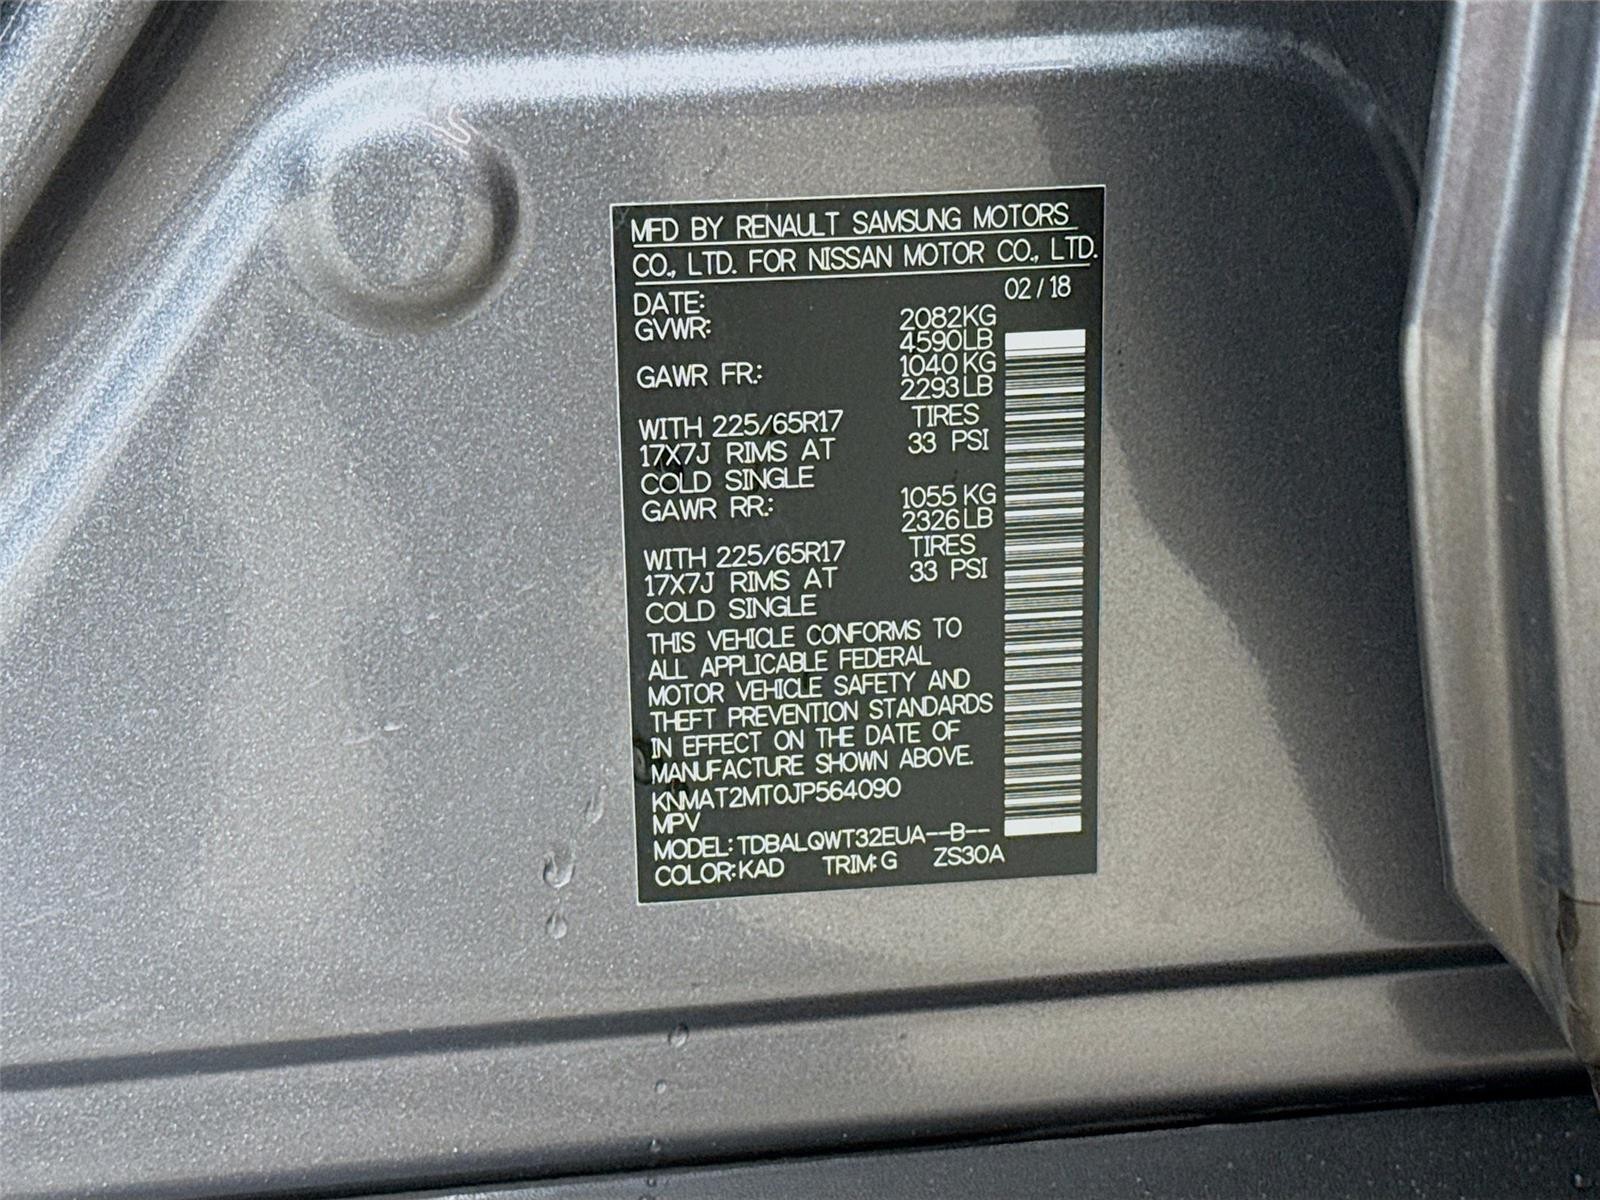 MFD BY RENAULT SAMSUNG MOTORS
CO., LTD. FOR NISSAN MOTOR CO., LTD.
DATE: 02 / 18
GVWR: 2082KG
4590LB
GAWR FR.: 1040 KG
2293LB
WITH 225/65R17 TIRES
17X7J RIMS AT 33 PSI
COLD SINGLE
GAWR RR.: 1055 KG
2326LB
WITH 225/65R17 TIRES
17X7J RIMS AT 33 PSI
COLD SINGLE
THIS VEHICLE CONFORMS TO
ALL APPLICABLE FEDERAL
MOTOR VEHICLE SAFETY AND
THEFT PREVENTION STANDARDS
IN EFFECT ON THE DATE OF
MANUFACTURE SHOWN ABOVE.
KNMAT2MT0JP564090
MPV
MODEL: TDBALQWT32EUA--B--
COLOR: KAD TRIM: G ZS30A